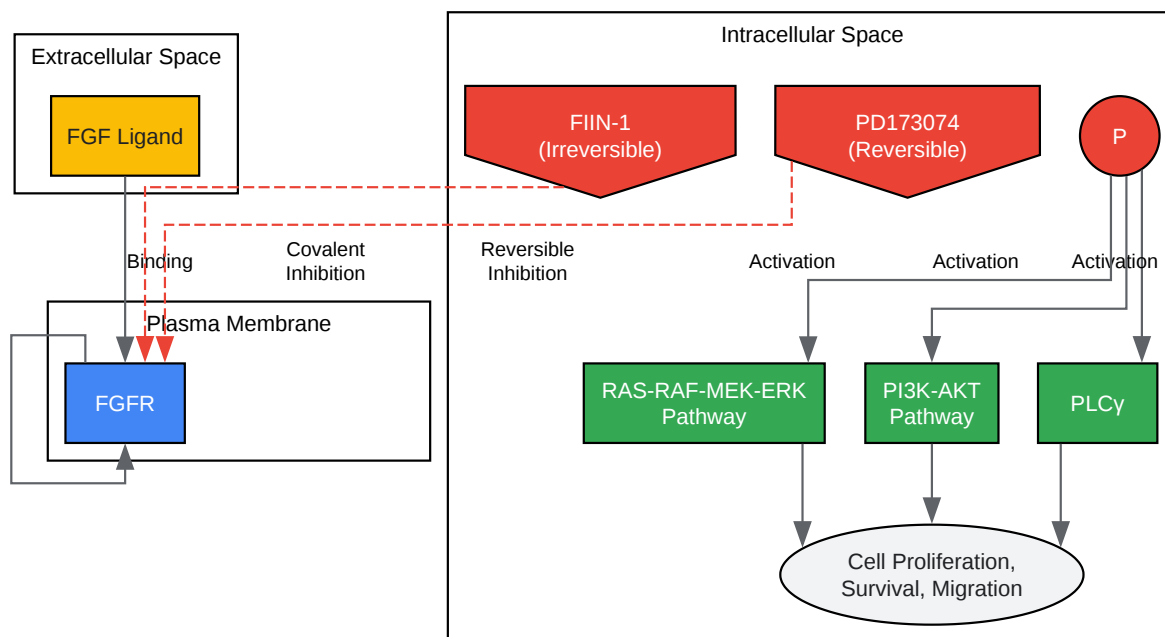 Intracellular Space
Extracellular Space
FGF Ligand
FIIN-1
(Irreversible)
PD173074
(Reversible)
P
Binding
Covalent
Inhibition
Reversible
Inhibition
Activation
Activation
Activation
Plasma Membrane
FGFR
RAS-RAF-MEK-ERK
Pathway
PI3K-AKT
Pathway
PLCγ
Cell Proliferation,
Survival, Migration